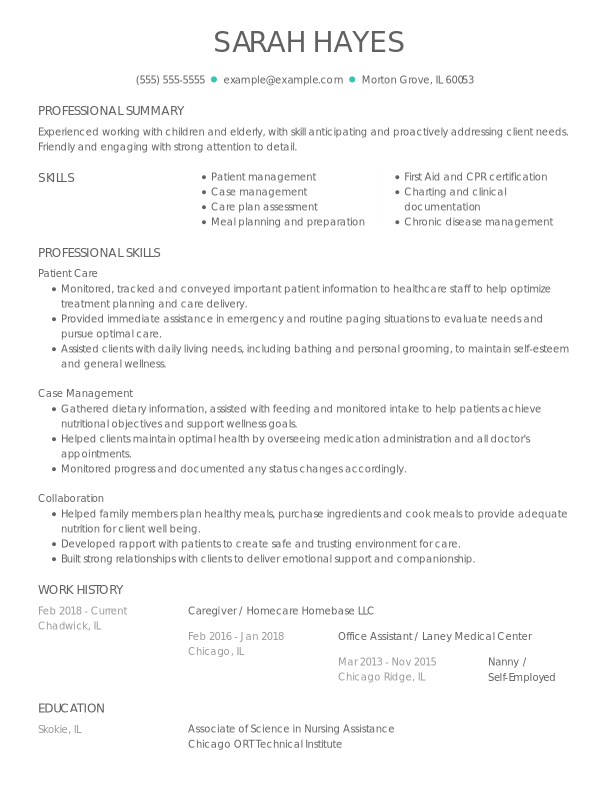 SARAH HAYES
(555) 555-5555 ● example@example.com ● Morton Grove, IL 60053
PROFESSIONAL SUMMARY
Experienced working with children and elderly, with skill anticipating and proactively addressing client needs.
Friendly and engaging with strong attention to detail.
SKILLS
• Patient management
• Case management
• Care plan assessment
• Meal planning and preparation
• First Aid and CPR certification
• Charting and clinical
documentation
• Chronic disease management
PROFESSIONAL SKILLS
Patient Care
• Monitored, tracked and conveyed important patient information to healthcare staff to help optimize
treatment planning and care delivery.
• Provided immediate assistance in emergency and routine paging situations to evaluate needs and
pursue optimal care.
• Assisted clients with daily living needs, including bathing and personal grooming, to maintain self-esteem
and general wellness.
Case Management
• Gathered dietary information, assisted with feeding and monitored intake to help patients achieve
nutritional objectives and support wellness goals.
• Helped clients maintain optimal health by overseeing medication administration and all doctor's
appointments.
• Monitored progress and documented any status changes accordingly.
Collaboration
• Helped family members plan healthy meals, purchase ingredients and cook meals to provide adequate
nutrition for client well being.
• Developed rapport with patients to create safe and trusting environment for care.
• Built strong relationships with clients to deliver emotional support and companionship.
WORK HISTORY
Feb 2018 - Current
Chadwick, IL
Caregiver / Homecare Homebase LLC
Feb 2016 - Jan 2018
Chicago, IL
Office Assistant / Laney Medical Center
Mar 2013 - Nov 2015
Chicago Ridge, IL
Nanny /
Self-Employed
EDUCATION
Skokie, IL
Associate of Science in Nursing Assistance
Chicago ORT Technical Institute